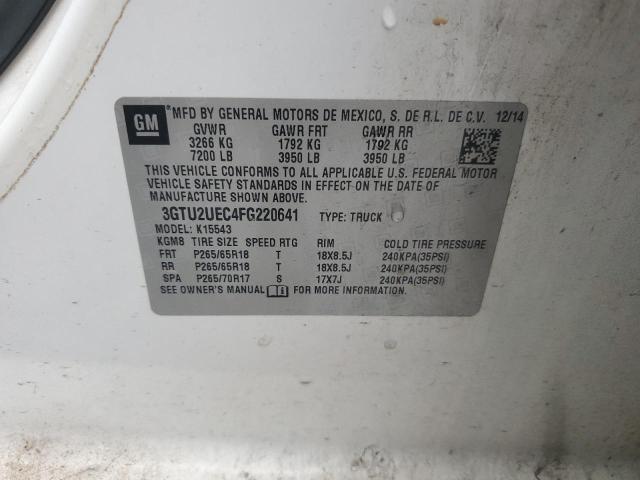 GM
MFD BY GENERAL MOTORS DE MEXICO, S. DE R.L. DE C.V. 12/14
GVWR GAWR FRT GAWR RR
3266 KG 1792 KG 1792 KG
7200 LB 3950 LB 3950 LB
THIS VEHICLE CONFORMS TO ALL APPLICABLE U.S. FEDERAL MOTOR
VEHICLE SAFETY STANDARDS IN EFFECT ON THE DATE OF
MANUFACTURE SHOWN ABOVE.
3GTU2UEC4FG220641 TYPE: TRUCK
MODEL: K15543
KGM8 TIRE SIZE SPEED RTG RIM COLD TIRE PRESSURE
FRT P265/65R18 T 18X8.5J 240KPA(35PSI)
RR P265/65R18 T 18X8.5J 240KPA(35PSI)
SPA P265/70R17 S 17X7J 240KPA(35PSI)
SEE OWNER'S MANUAL FOR MORE INFORMATION